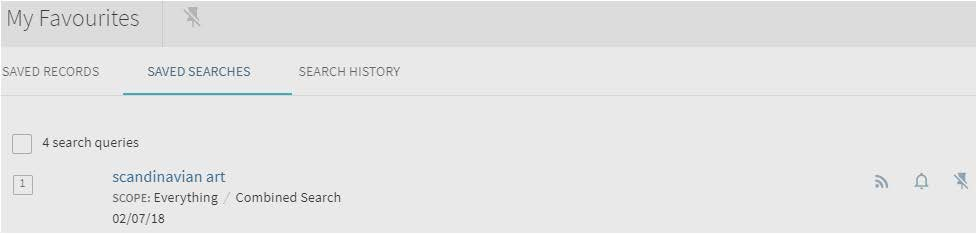 My Favourites
SAVED RECORDS SAVED SEARCHES SEARCH HISTORY
4 search queries
1 scandinavian art
SCOPE: Everything / Combined Search
02/07/18